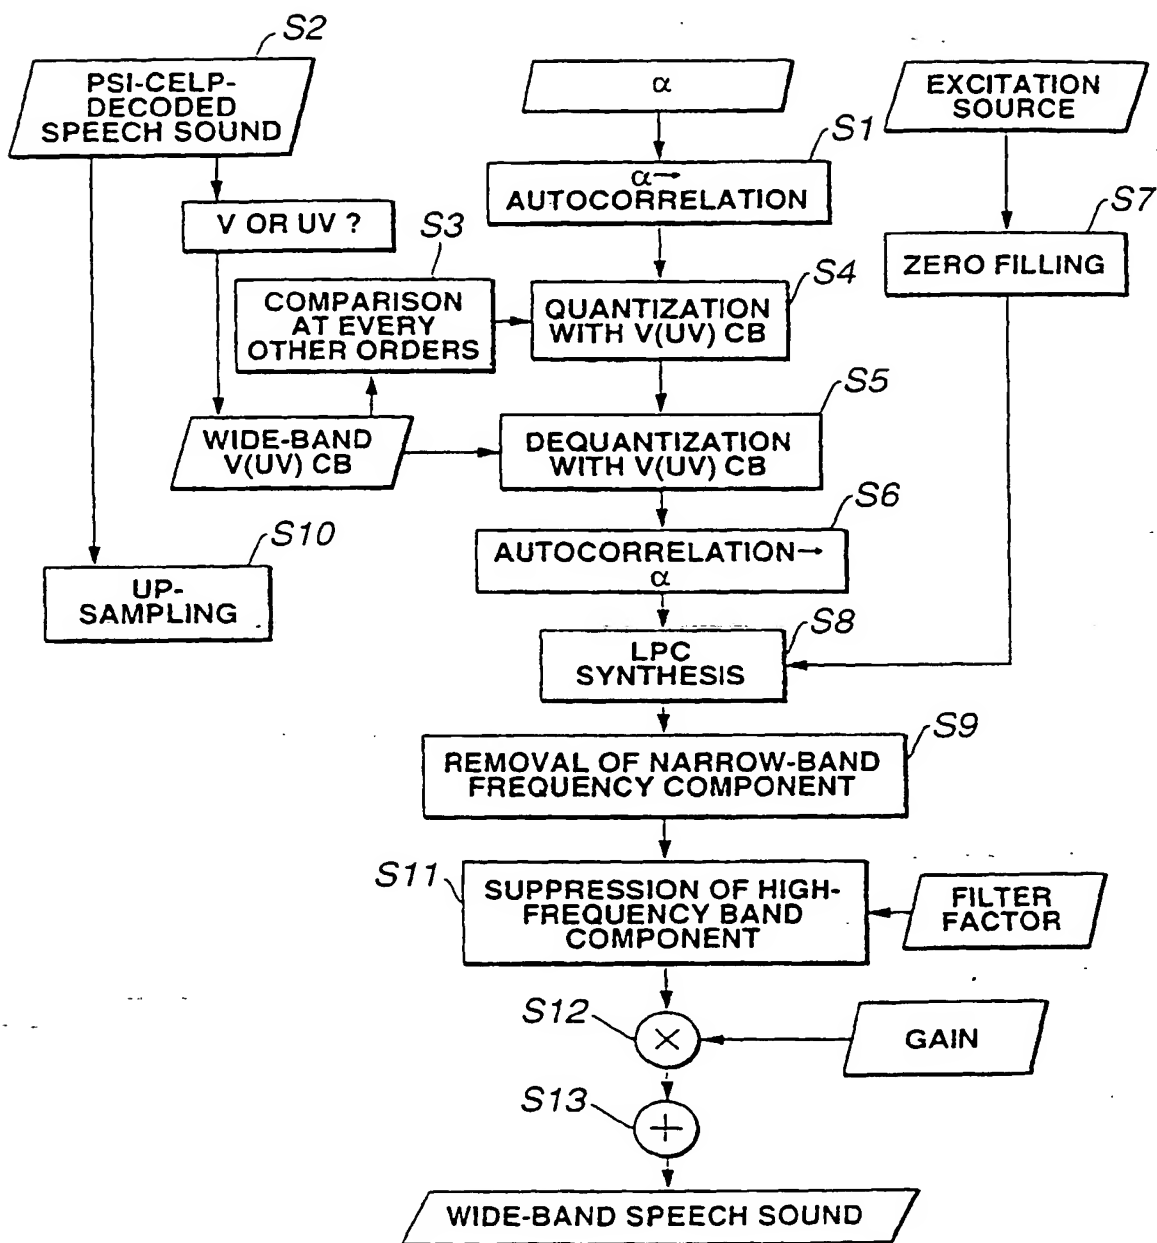 S2
PSI-CELP-
DECODED
SPEECH SOUND
α
EXCITATION
SOURCE
S1
α→
AUTOCORRELATION
V OR UV ?
S7
ZERO FILLING
S3
COMPARISON
AT EVERY
OTHER ORDERS
S4
QUANTIZATION
WITH V(UV) CB
S5
WIDE-BAND
V(UV) CB
DEQUANTIZATION
WITH V(UV) CB
S6
AUTOCORRELATION→
α
S10
UP-
SAMPLING
S8
LPC
SYNTHESIS
S9
REMOVAL OF NARROW-BAND
FREQUENCY COMPONENT
S11
SUPPRESSION OF HIGH-
FREQUENCY BAND
COMPONENT
FILTER
FACTOR
S12
×
GAIN
S13
+
WIDE-BAND SPEECH SOUND